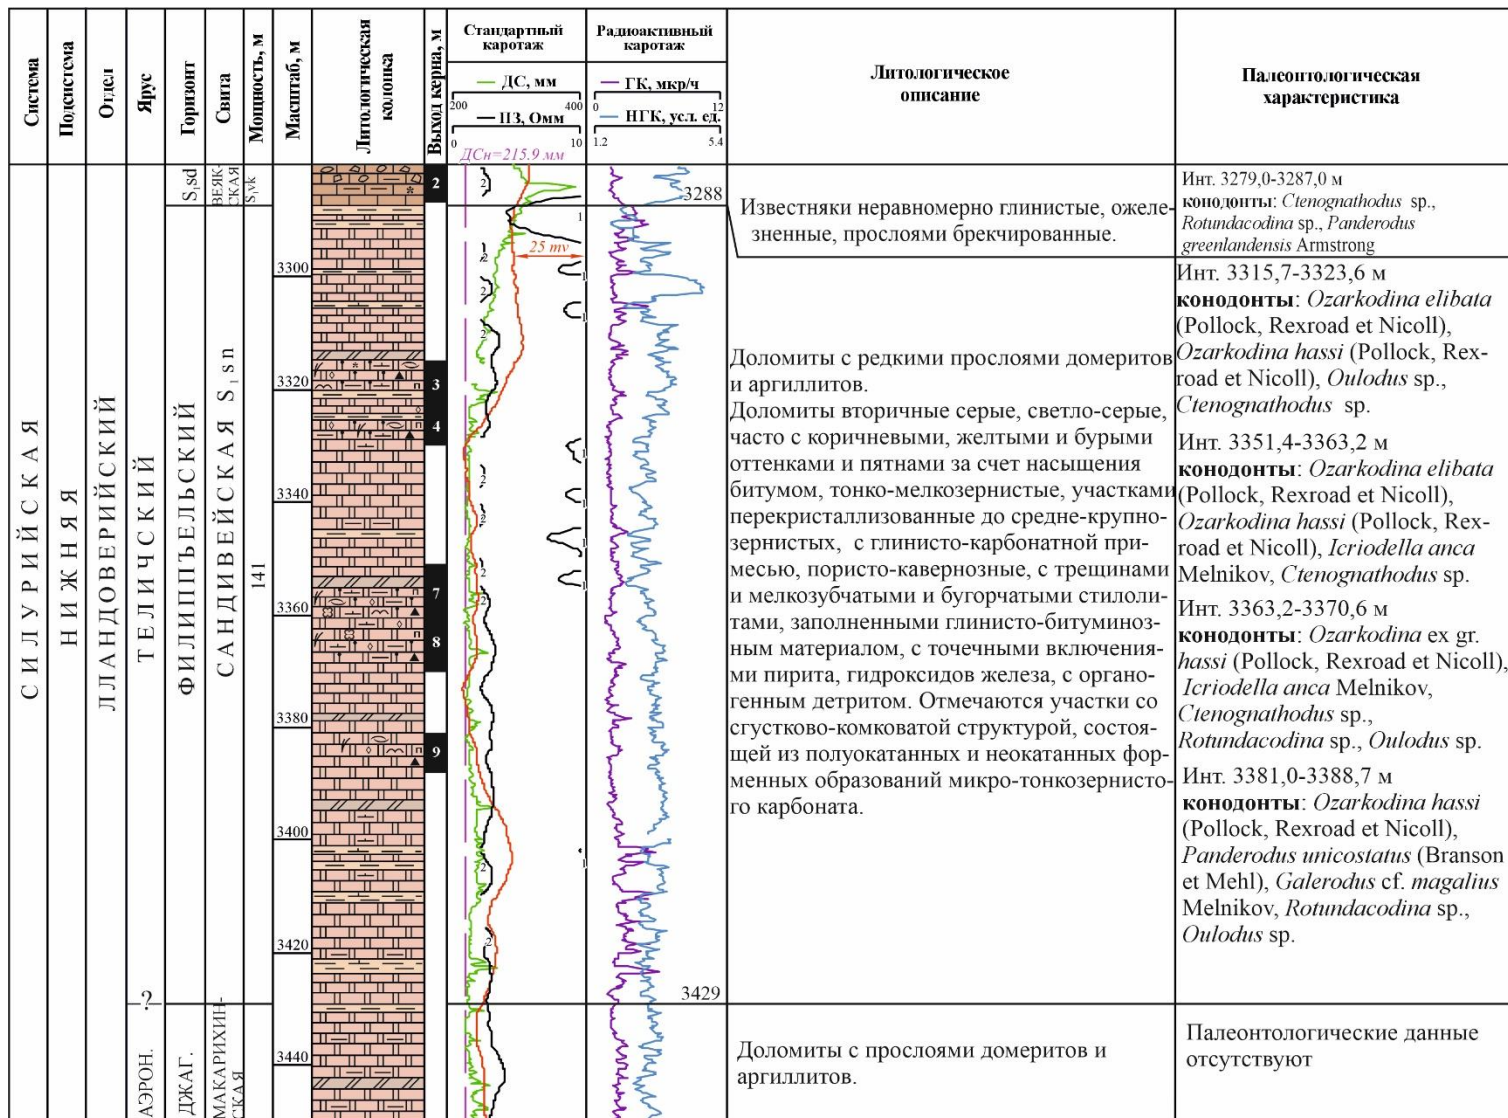 Система
Подсистема
Отдел
Ярус
Горизонт
Свита
Мощность, м
Масштаб, м
Литологическая
колонка
Выход керна, м
Стандартный
каротаж
ДС, мм
200 400
ПЗ, Омм
0 10
ДСн=215.9 мм
Радиоактивный
каротаж
ГК, мкр/ч
0 12
НГК, усл. ед.
1.2 5.4
Литологическое
описание
Палеонтологическая
характеристика
СИЛУРИЙСКАЯ
НИЖНЯЯ
ЛЛАНДОВЕРИЙСКИЙ
ТЕЛИЧСКИЙ
?
АЭРОН.
S₁sd
ФИЛИППЪЕЛЬСКИЙ
ДЖАГ.
ВЕЯК-
СКАЯ
S₁vk
САНДИВЕЙСКАЯ S₁sn
МАКАРИХИН-
СКАЯ
141
3300
3320
3340
3360
3380
3400
3420
3440
2
3
4
7
8
9
25 mv
3288
3429
Известняки неравномерно глинистые, ожеле-
зненные, прослоями брекчированные.
Доломиты с редкими прослоями домеритов
и аргиллитов.
Доломиты вторичные серые, светло-серые,
часто с коричневыми, желтыми и бурыми
оттенками и пятнами за счет насыщения
битумом, тонко-мелкозернистые, участками
перекристаллизованные до средне-крупно-
зернистых, с глинисто-карбонатной при-
месью, пористо-кавернозные, с трещинами
и мелкозубчатыми и бугорчатыми стилоли-
тами, заполненными глинисто-битуминоз-
ным материалом, с точечными включения-
ми пирита, гидроксидов железа, с органо-
генным детритом. Отмечаются участки со
сгустково-комковатой структурой, состоя-
щей из полуокатанных и неокатанных фор-
менных образований микро-тонкозернисто-
го карбоната.
Доломиты с прослоями домеритов и
аргиллитов.
Инт. 3279,0-3287,0 м
конодонты: Ctenognathodus sp.,
Rotundacodina sp., Panderodus
greenlandensis Armstrong
Инт. 3315,7-3323,6 м
конодонты: Ozarkodina elibata
(Pollock, Rexroad et Nicoll),
Ozarkodina hassi (Pollock, Rex-
road et Nicoll), Oulodus sp.,
Ctenognathodus sp.
Инт. 3351,4-3363,2 м
конодонты: Ozarkodina elibata
(Pollock, Rexroad et Nicoll),
Ozarkodina hassi (Pollock, Rex-
road et Nicoll), Icriodella anca
Melnikov, Ctenognathodus sp.
Инт. 3363,2-3370,6 м
конодонты: Ozarkodina ex gr.
hassi (Pollock, Rexroad et Nicoll),
Icriodella anca Melnikov,
Ctenognathodus sp.,
Rotundacodina sp., Oulodus sp.
Инт. 3381,0-3388,7 м
конодонты: Ozarkodina hassi
(Pollock, Rexroad et Nicoll),
Panderodus unicostatus (Branson
et Mehl), Galerodus cf. magalius
Melnikov, Rotundacodina sp.,
Oulodus sp.
Палеонтологические данные
отсутствуют